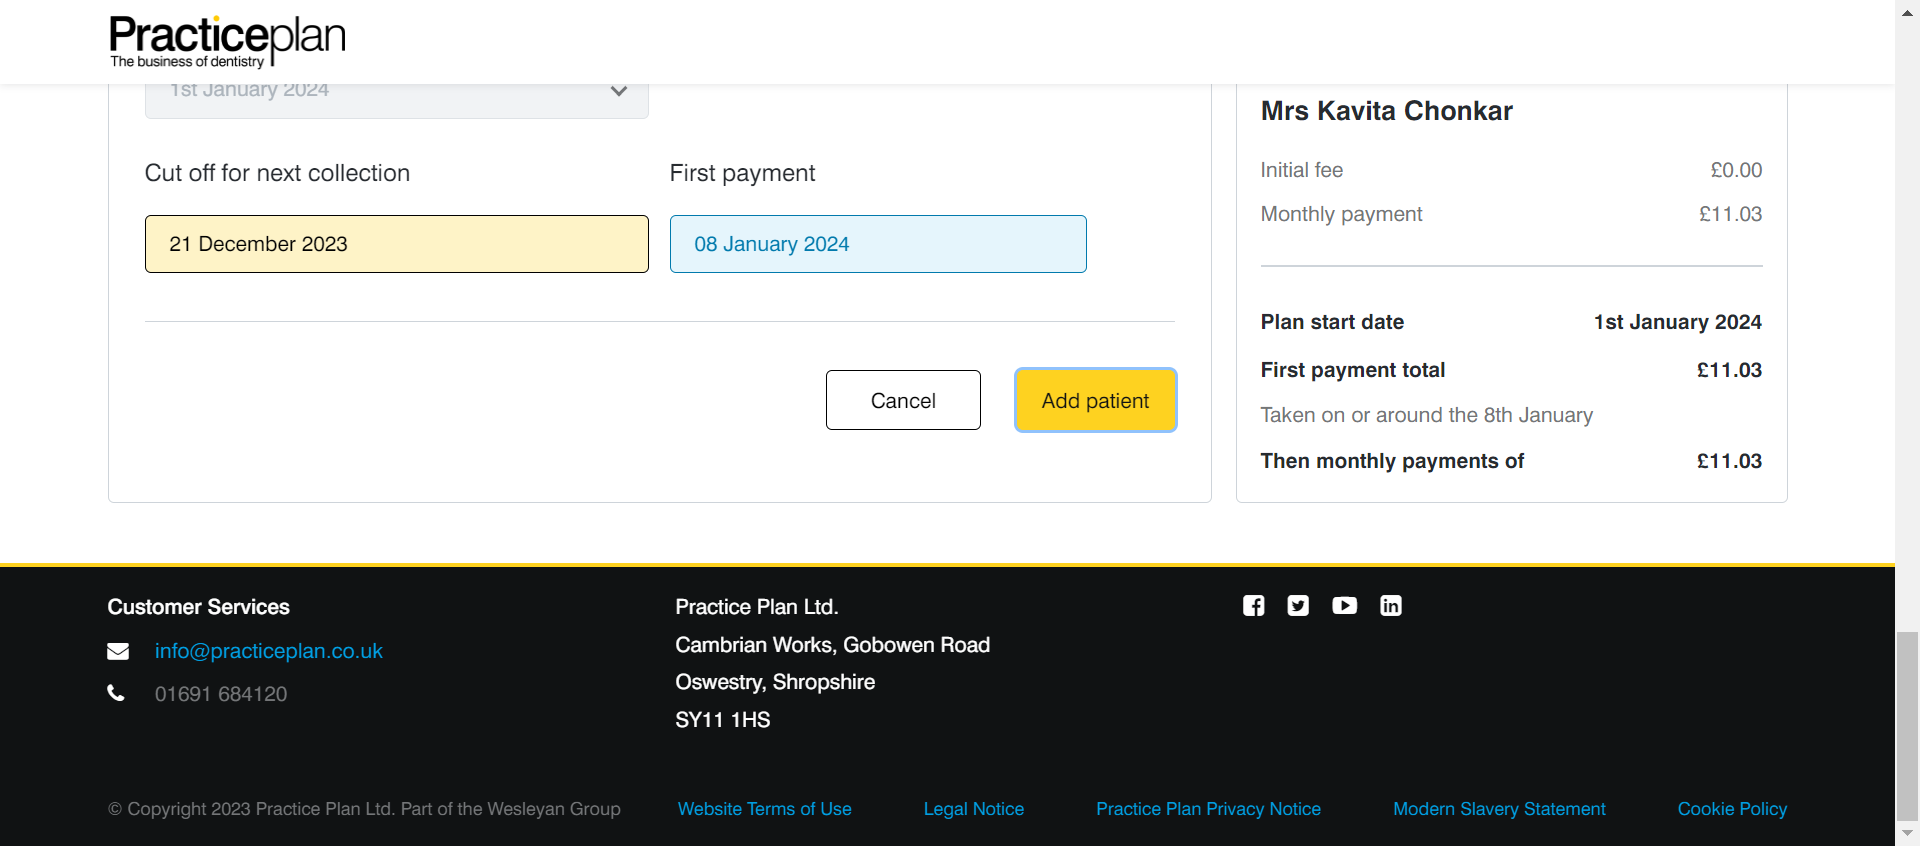 Practiceplan
The business of dentistry
1st January 2024
Cut off for next collection
First payment
21 December 2023
08 January 2024
Cancel
Add patient
Mrs Kavita Chonkar
Initial fee £0.00
Monthly payment £11.03
Plan start date 1st January 2024
First payment total £11.03
Taken on or around the 8th January
Then monthly payments of £11.03
Customer Services
info@practiceplan.co.uk
01691 684120
Practice Plan Ltd.
Cambrian Works, Gobowen Road
Oswestry, Shropshire
SY11 1HS
© Copyright 2023 Practice Plan Ltd. Part of the Wesleyan Group
Website Terms of Use
Legal Notice
Practice Plan Privacy Notice
Modern Slavery Statement
Cookie Policy